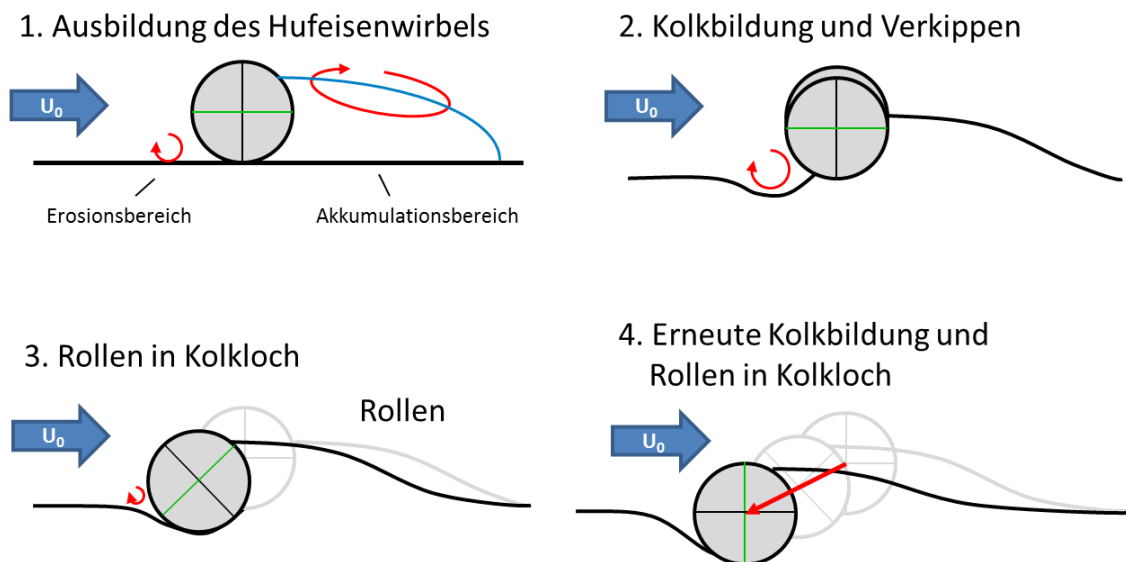 1. Ausbildung des Hufeisenwirbels
U₀
Erosionsbereich
Akkumulationsbereich
2. Kolkbildung und Verkippen
U₀
3. Rollen in Kolkloch
U₀
Rollen
4. Erneute Kolkbildung und
Rollen in Kolkloch
U₀